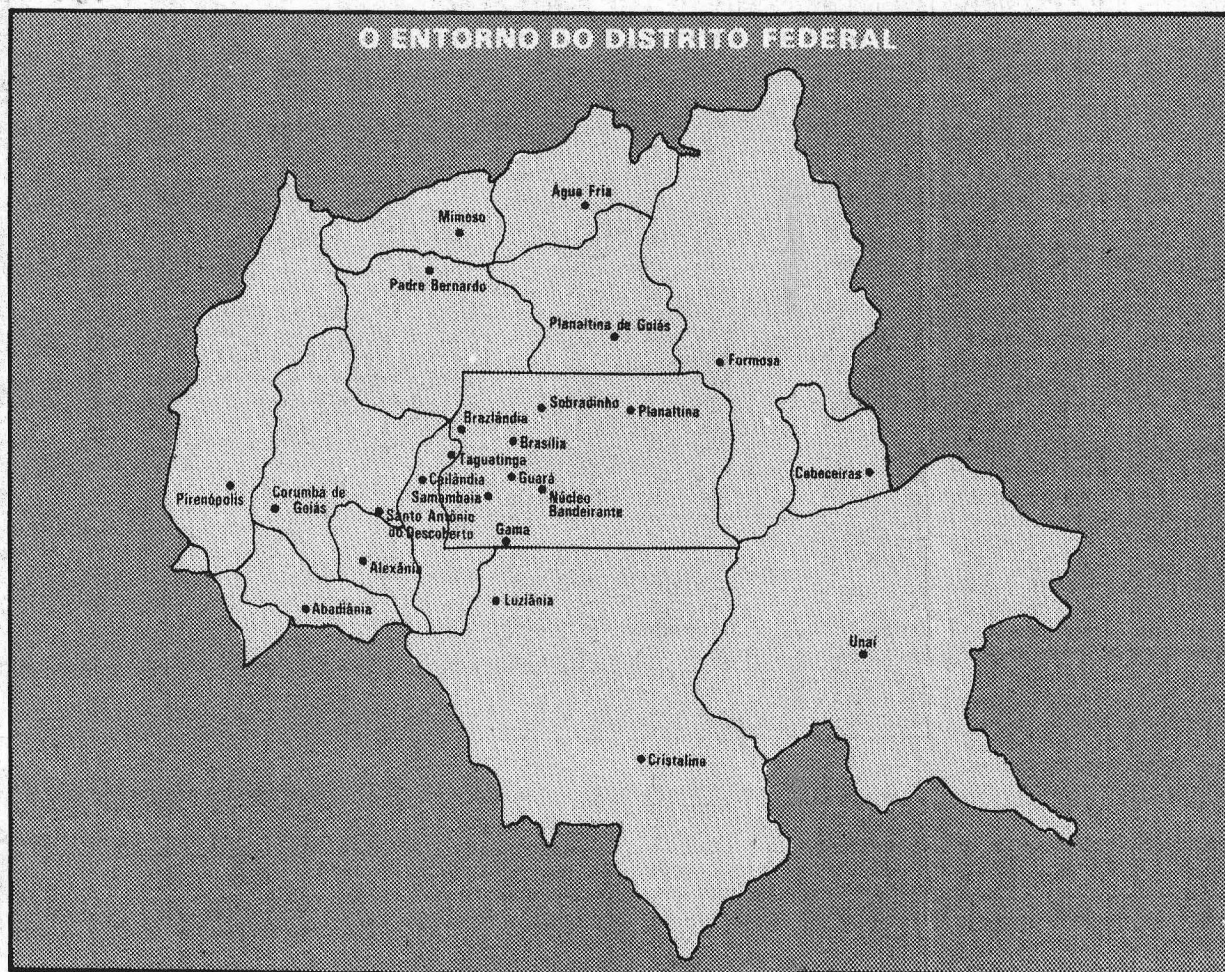 O ENTORNO DO DISTRITO FEDERAL
Água Fria
Mimoso
Padre Bernardo
Planaltina de Goiás
Formosa
Sobradinho
Planaltina
Brazlândia
Brasília
Taguatinga
Cabeceiras
Ceilândia
Guará
Pirenópolis
Corumbá de
Goiás
Samambaia
Núcleo
Bandeirante
Santo Antônio
do Descoberto
Gama
Alexânia
Abadiânia
Luziânia
Unaí
Cristalina